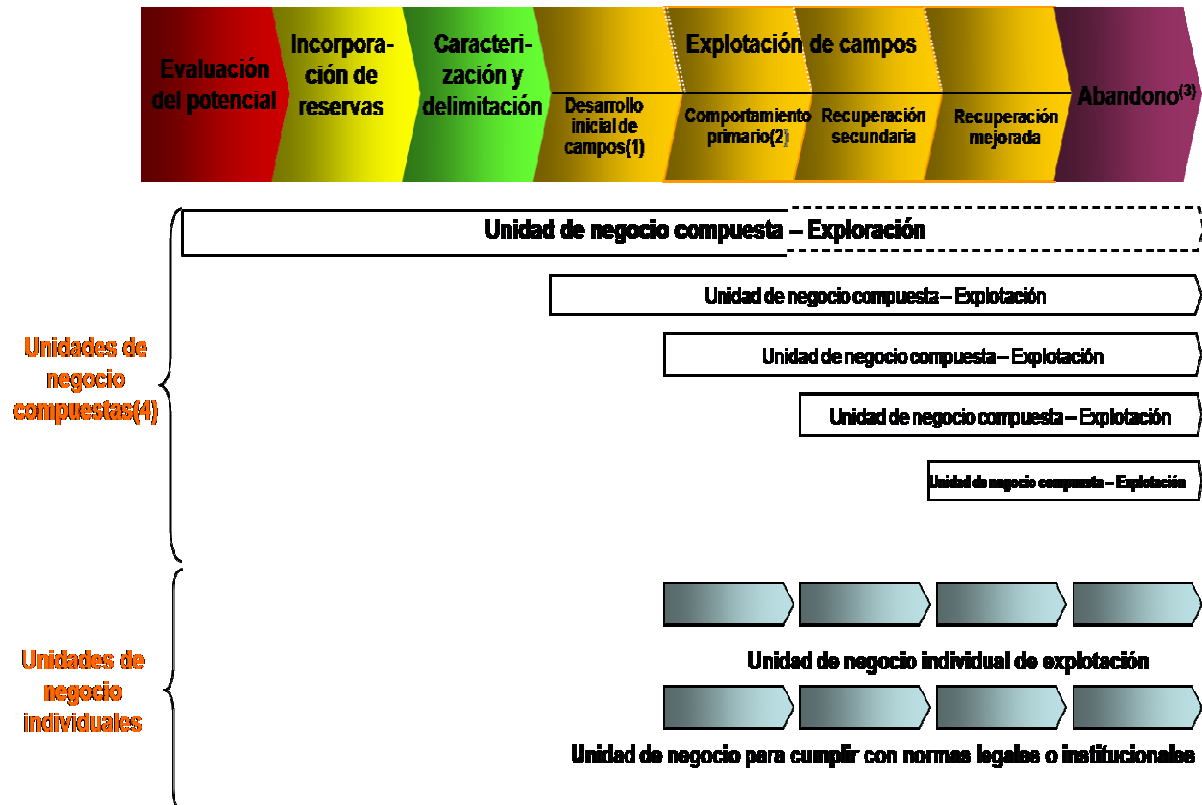 Evaluación
del potencial
Incorpora-
ción de
reservas
Caracteri-
zación y
delimitación
Explotación de campos
Desarrollo
inicial de
campos(1)
Comportamiento
primario(2)
Recuperación
secundaria
Recuperación
mejorada
Abandono(3)
Unidad de negocio compuesta – Exploración
Unidad de negocio compuesta – Explotación
Unidad de negocio compuesta – Explotación
Unidad de negocio compuesta – Explotación
Unidad de negocio compuesta – Explotación
Unidades de
negocio
compuestas(4)
Unidades de
negocio
individuales
Unidad de negocio individual de explotación
Unidad de negocio para cumplir con normas legales o institucionales